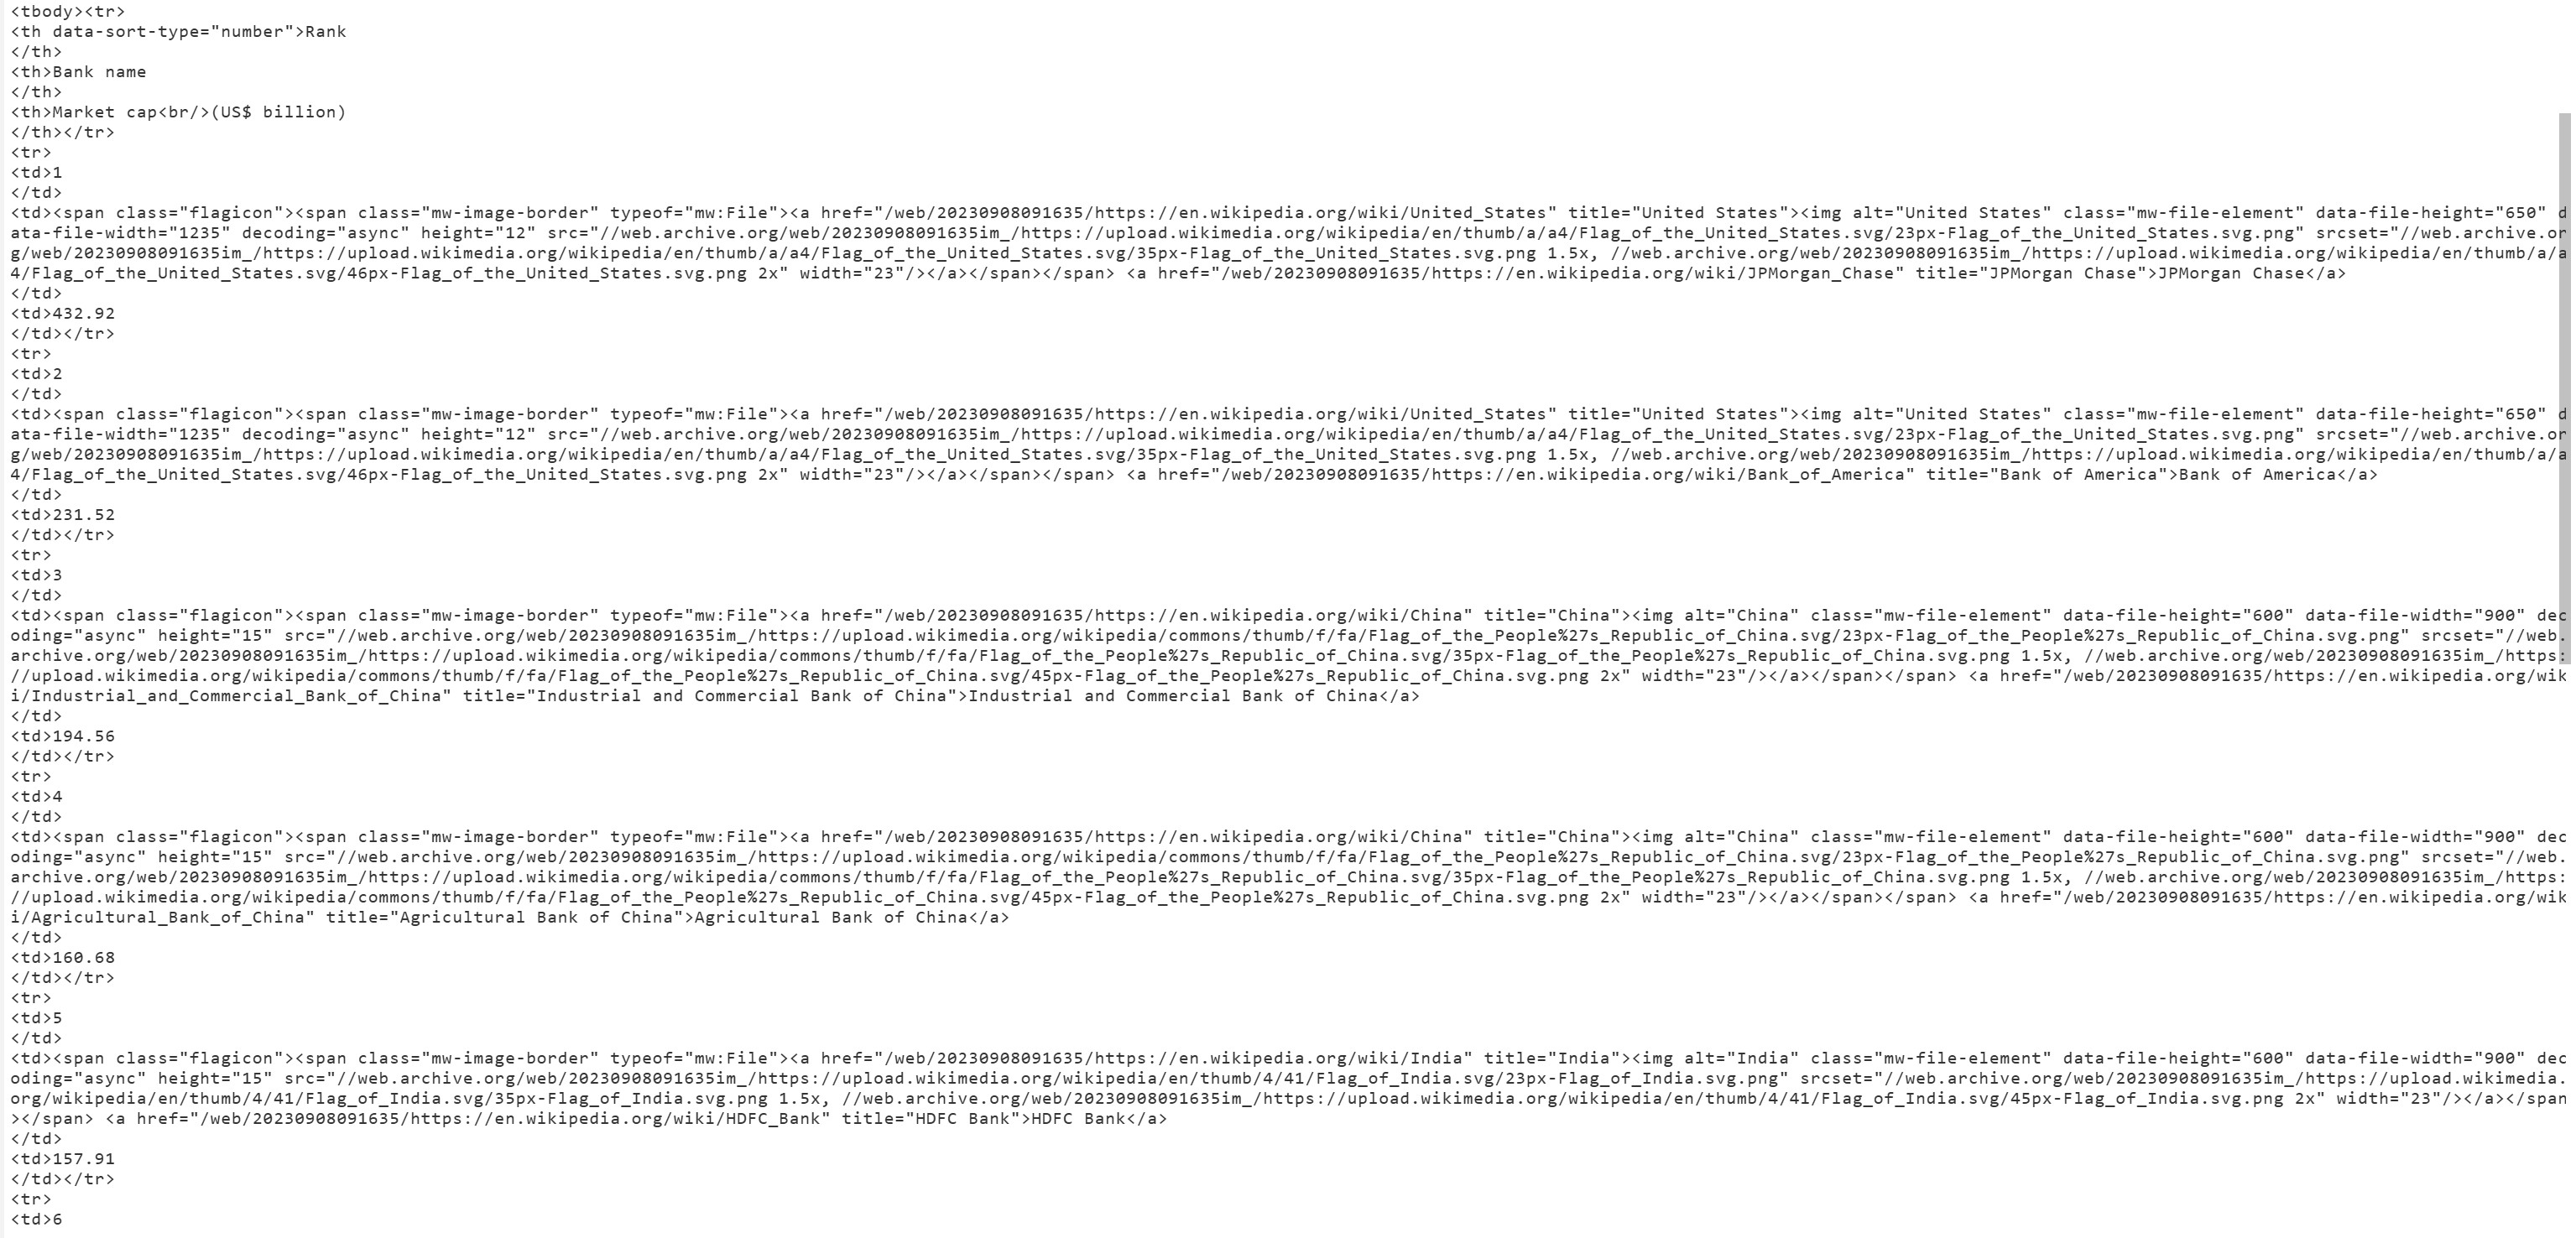 <tbody><tr>
<th data-sort-type="number">Rank
</th>
<th>Bank name
</th>
<th>Market cap<br/>(US$ billion)
</th></tr>
<tr>
<td>1
</td>
<td><span class="flagicon"><span class="mw-image-border" typeof="mw:File"><a href="/web/20230908091635/https://en.wikipedia.org/wiki/United_States" title="United States"><img alt="United States" class="mw-file-element" data-file-height="650" d
ata-file-width="1235" decoding="async" height="12" src="//web.archive.org/web/20230908091635im_/https://upload.wikimedia.org/wikipedia/en/thumb/a/a4/Flag_of_the_United_States.svg/23px-Flag_of_the_United_States.svg.png" srcset="//web.archive.or
g/web/20230908091635im_/https://upload.wikimedia.org/wikipedia/en/thumb/a/a4/Flag_of_the_United_States.svg/35px-Flag_of_the_United_States.svg.png 1.5x, //web.archive.org/web/20230908091635im_/https://upload.wikimedia.org/wikipedia/en/thumb/a/a
4/Flag_of_the_United_States.svg/46px-Flag_of_the_United_States.svg.png 2x" width="23"/></a></span></span> <a href="/web/20230908091635/https://en.wikipedia.org/wiki/JPMorgan_Chase" title="JPMorgan Chase">JPMorgan Chase</a>
</td>
<td>432.92
</td></tr>
<tr>
<td>2
</td>
<td><span class="flagicon"><span class="mw-image-border" typeof="mw:File"><a href="/web/20230908091635/https://en.wikipedia.org/wiki/United_States" title="United States"><img alt="United States" class="mw-file-element" data-file-height="650" d
ata-file-width="1235" decoding="async" height="12" src="//web.archive.org/web/20230908091635im_/https://upload.wikimedia.org/wikipedia/en/thumb/a/a4/Flag_of_the_United_States.svg/23px-Flag_of_the_United_States.svg.png" srcset="//web.archive.or
g/web/20230908091635im_/https://upload.wikimedia.org/wikipedia/en/thumb/a/a4/Flag_of_the_United_States.svg/35px-Flag_of_the_United_States.svg.png 1.5x, //web.archive.org/web/20230908091635im_/https://upload.wikimedia.org/wikipedia/en/thumb/a/a
4/Flag_of_the_United_States.svg/46px-Flag_of_the_United_States.svg.png 2x" width="23"/></a></span></span> <a href="/web/20230908091635/https://en.wikipedia.org/wiki/Bank_of_America" title="Bank of America">Bank of America</a>
</td>
<td>231.52
</td></tr>
<tr>
<td>3
</td>
<td><span class="flagicon"><span class="mw-image-border" typeof="mw:File"><a href="/web/20230908091635/https://en.wikipedia.org/wiki/China" title="China"><img alt="China" class="mw-file-element" data-file-height="600" data-file-width="900" dec
oding="async" height="15" src="//web.archive.org/web/20230908091635im_/https://upload.wikimedia.org/wikipedia/commons/thumb/f/fa/Flag_of_the_People%27s_Republic_of_China.svg/23px-Flag_of_the_People%27s_Republic_of_China.svg.png" srcset="//web.
archive.org/web/20230908091635im_/https://upload.wikimedia.org/wikipedia/commons/thumb/f/fa/Flag_of_the_People%27s_Republic_of_China.svg/35px-Flag_of_the_People%27s_Republic_of_China.svg.png 1.5x, //web.archive.org/web/20230908091635im_/https:
//upload.wikimedia.org/wikipedia/commons/thumb/f/fa/Flag_of_the_People%27s_Republic_of_China.svg/45px-Flag_of_the_People%27s_Republic_of_China.svg.png 2x" width="23"/></a></span></span> <a href="/web/20230908091635/https://en.wikipedia.org/wik
i/Industrial_and_Commercial_Bank_of_China" title="Industrial and Commercial Bank of China">Industrial and Commercial Bank of China</a>
</td>
<td>194.56
</td></tr>
<tr>
<td>4
</td>
<td><span class="flagicon"><span class="mw-image-border" typeof="mw:File"><a href="/web/20230908091635/https://en.wikipedia.org/wiki/China" title="China"><img alt="China" class="mw-file-element" data-file-height="600" data-file-width="900" dec
oding="async" height="15" src="//web.archive.org/web/20230908091635im_/https://upload.wikimedia.org/wikipedia/commons/thumb/f/fa/Flag_of_the_People%27s_Republic_of_China.svg/23px-Flag_of_the_People%27s_Republic_of_China.svg.png" srcset="//web.
archive.org/web/20230908091635im_/https://upload.wikimedia.org/wikipedia/commons/thumb/f/fa/Flag_of_the_People%27s_Republic_of_China.svg/35px-Flag_of_the_People%27s_Republic_of_China.svg.png 1.5x, //web.archive.org/web/20230908091635im_/https:
//upload.wikimedia.org/wikipedia/commons/thumb/f/fa/Flag_of_the_People%27s_Republic_of_China.svg/45px-Flag_of_the_People%27s_Republic_of_China.svg.png 2x" width="23"/></a></span></span> <a href="/web/20230908091635/https://en.wikipedia.org/wik
i/Agricultural_Bank_of_China" title="Agricultural Bank of China">Agricultural Bank of China</a>
</td>
<td>160.68
</td></tr>
<tr>
<td>5
</td>
<td><span class="flagicon"><span class="mw-image-border" typeof="mw:File"><a href="/web/20230908091635/https://en.wikipedia.org/wiki/India" title="India"><img alt="India" class="mw-file-element" data-file-height="600" data-file-width="900" dec
oding="async" height="15" src="//web.archive.org/web/20230908091635im_/https://upload.wikimedia.org/wikipedia/en/thumb/4/41/Flag_of_India.svg/23px-Flag_of_India.svg.png" srcset="//web.archive.org/web/20230908091635im_/https://upload.wikimedia.
org/wikipedia/en/thumb/4/41/Flag_of_India.svg/35px-Flag_of_India.svg.png 1.5x, //web.archive.org/web/20230908091635im_/https://upload.wikimedia.org/wikipedia/en/thumb/4/41/Flag_of_India.svg/45px-Flag_of_India.svg.png 2x" width="23"/></a></span
></span> <a href="/web/20230908091635/https://en.wikipedia.org/wiki/HDFC_Bank" title="HDFC Bank">HDFC Bank</a>
</td>
<td>157.91
</td></tr>
<tr>
<td>6